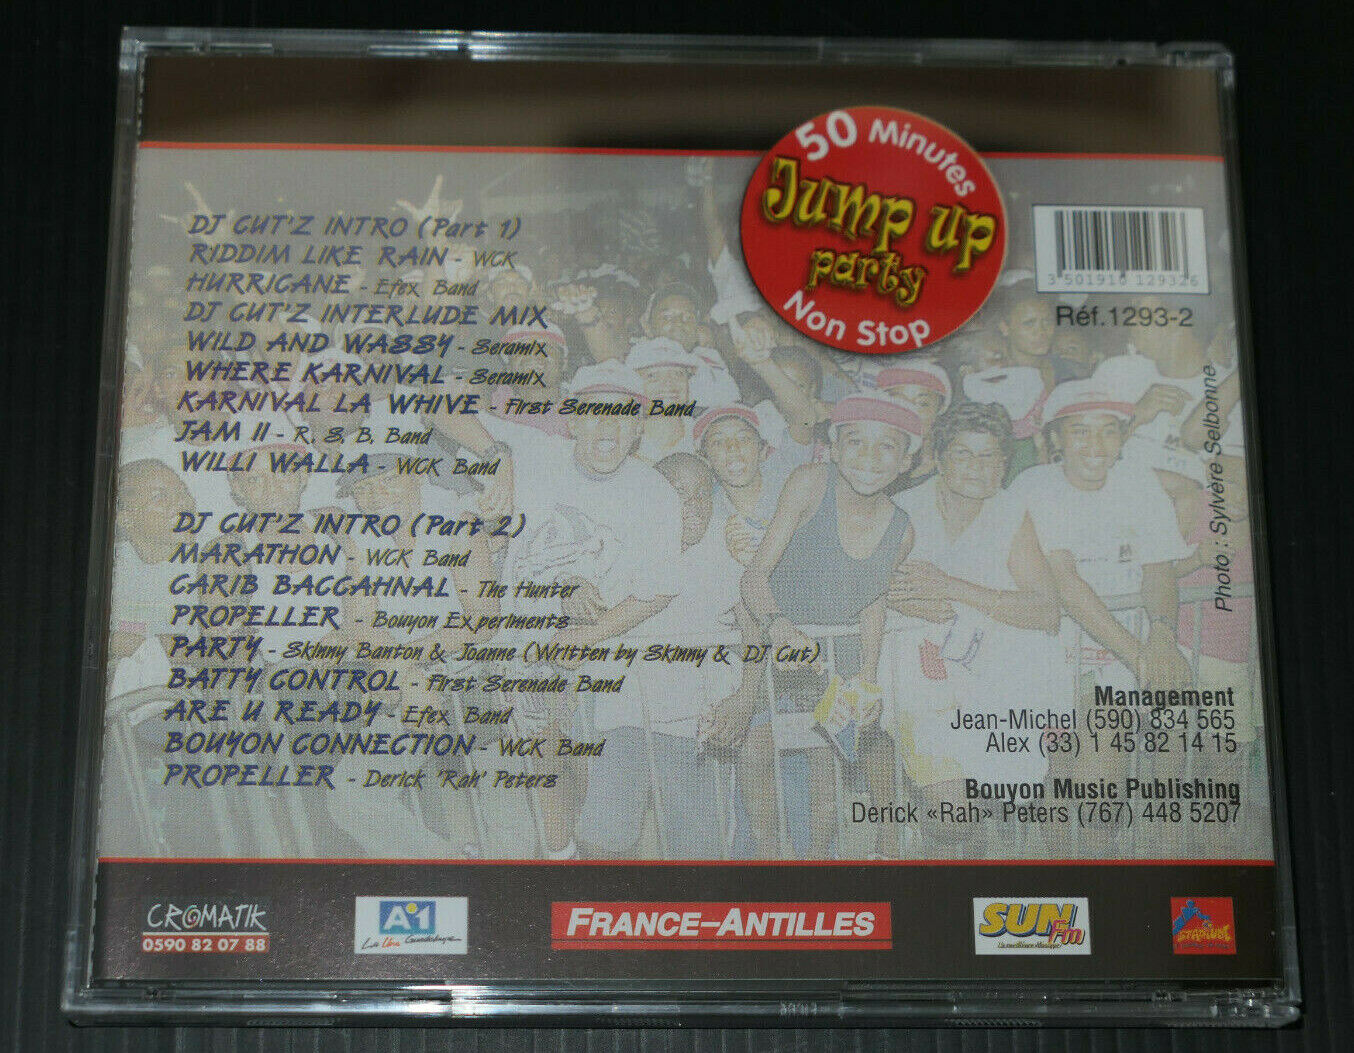 50 Minutes
Jump up
party
Non Stop
DJ CUT'Z INTRO (Part 1)
RIDDIM LIKE RAIN - WCK
HURRICANE - Efex Band
DJ CUT'Z INTERLUDE MIX
WILD AND WASSY - Seramix
WHERE KARNIVAL - Seramix
KARNIVAL LA WHIVE - First Serenade Band
JAM II - R. S. B. Band
WILLI WALLA - WCK Band
DJ CUT'Z INTRO (Part 2)
MARATHON - WCK Band
CARIB BACCAHNAL - The Hunter
PROPELLER - Bouyon Experiments
PARTY - Skinny Banton & Joanne (Written by Skinny & DJ Cut)
BATTY CONTROL - First Serenade Band
ARE U READY - Efex Band
BOUYON CONNECTION - WCK Band
PROPELLER - Derick 'Rah' Peters
3 501910 129326
Réf.1293-2
Photo : Sylvère Selbonne
Management
Jean-Michel (590) 834 565
Alex (33) 1 45 82 14 15
Bouyon Music Publishing
Derick «Rah» Peters (767) 448 5207
CROMATIK
0590 82 07 88
A1
La Une Guadeloupe
FRANCE-ANTILLES
SUN Fm